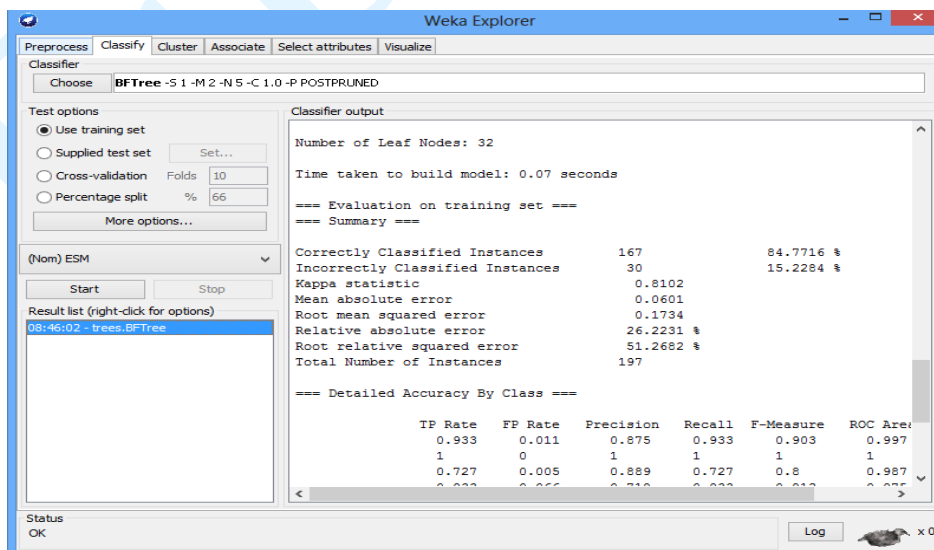 Weka Explorer
Preprocess Classify Cluster Associate Select attributes Visualize
Classifier
Choose BFTree -S 1 -M 2 -N 5 -C 1.0 -P POSTPRUNED
Test options
Use training set
Supplied test set Set...
Cross-validation Folds 10
Percentage split % 66
More options...
(Nom) ESM
Start Stop
Result list (right-click for options)
08:46:02 - trees.BFTree
Classifier output
Number of Leaf Nodes: 32
Time taken to build model: 0.07 seconds
=== Evaluation on training set ===
=== Summary ===
Correctly Classified Instances 167 84.7716 %
Incorrectly Classified Instances 30 15.2284 %
Kappa statistic 0.8102
Mean absolute error 0.0601
Root mean squared error 0.1734
Relative absolute error 26.2231 %
Root relative squared error 51.2682 %
Total Number of Instances 197
=== Detailed Accuracy By Class ===
TP Rate FP Rate Precision Recall F-Measure ROC Area
0.933 0.011 0.875 0.933 0.903 0.997
1 0 1 1 1 1
0.727 0.005 0.889 0.727 0.8 0.987
Status
OK
Log
x 0